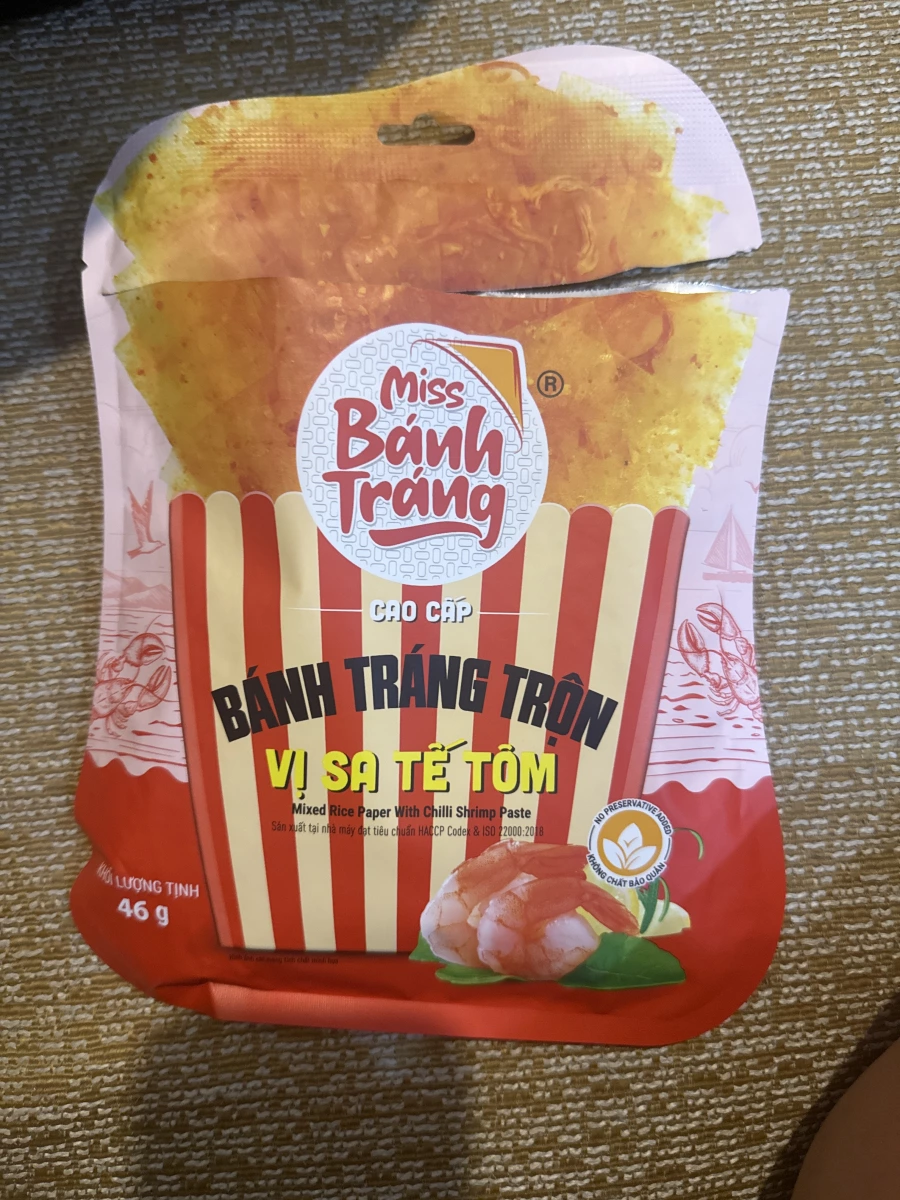 Miss
Bánh
Tráng
®
CAO CẤP
BÁNH TRÁNG TRỘN
VỊ SA TẾ TÔM
Mixed Rice Paper With Chilli Shrimp Paste
Sản xuất tại nhà máy đạt tiêu chuẩn HACCP Codex & ISO 22000:2018
NO PRESERVATIVE ADDED
KHÔNG CHẤT BẢO QUẢN
KHỐI LƯỢNG TỊNH
46 g